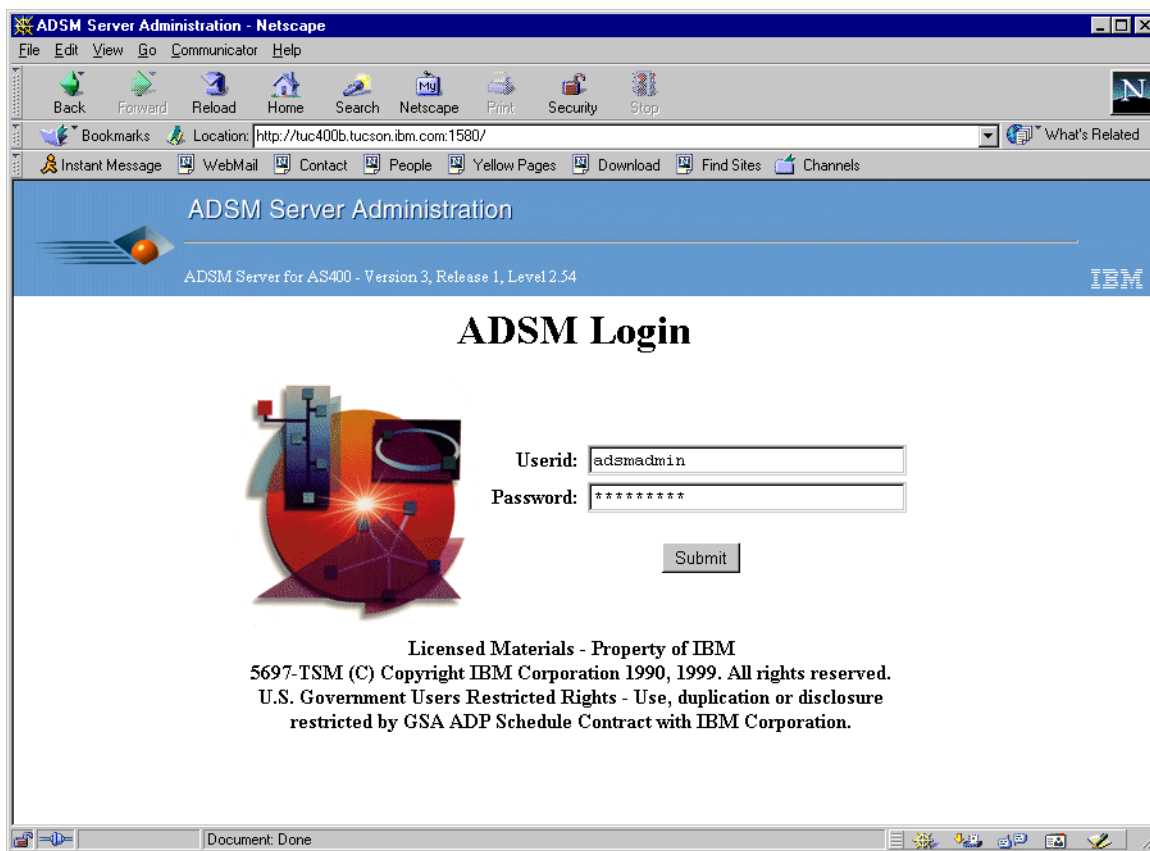 ADSM Server Administration - Netscape
File Edit View Go Communicator Help
Back Forward Reload Home Search Netscape Print Security Stop
My
N
Bookmarks Location: http://tuc400b.tucson.ibm.com:1580/ What's Related
Instant Message WebMail Contact People Yellow Pages Download Find Sites Channels
ADSM Server Administration
ADSM Server for AS400 - Version 3, Release 1, Level 2.54
IBM
ADSM Login
Userid: adsmadmin
Password: *********
Submit
Licensed Materials - Property of IBM
5697-TSM (C) Copyright IBM Corporation 1990, 1999. All rights reserved.
U.S. Government Users Restricted Rights - Use, duplication or disclosure
restricted by GSA ADP Schedule Contract with IBM Corporation.
Document: Done